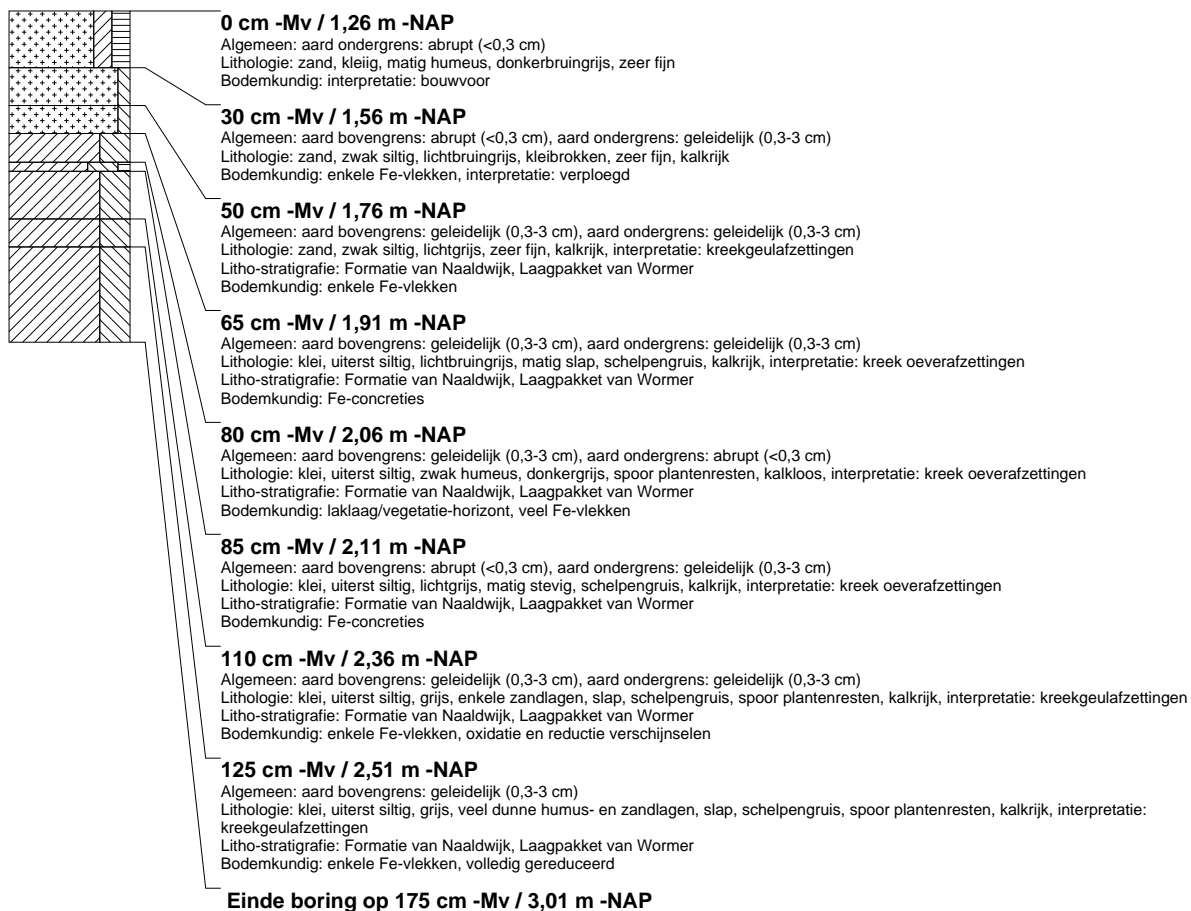 0 cm -Mv / 1,26 m -NAP
Algemeen: aard ondergrens: abrupt (<0,3 cm)
Lithologie: zand, kleiig, matig humeus, donkerbruingrijs, zeer fijn
Bodemkundig: interpretatie: bouwvoor
30 cm -Mv / 1,56 m -NAP
Algemeen: aard bovengrens: abrupt (<0,3 cm), aard ondergrens: geleidelijk (0,3-3 cm)
Lithologie: zand, zwak siltig, lichtbruingrijs, kleibrokken, zeer fijn, kalkrijk
Bodemkundig: enkele Fe-vlekken, interpretatie: verploegd
50 cm -Mv / 1,76 m -NAP
Algemeen: aard bovengrens: geleidelijk (0,3-3 cm), aard ondergrens: geleidelijk (0,3-3 cm)
Lithologie: zand, zwak siltig, lichtgrijs, zeer fijn, kalkrijk, interpretatie: kreekgeulafzettingen
Litho-stratigrafie: Formatie van Naaldwijk, Laagpakket van Wormer
Bodemkundig: enkele Fe-vlekken
65 cm -Mv / 1,91 m -NAP
Algemeen: aard bovengrens: geleidelijk (0,3-3 cm), aard ondergrens: geleidelijk (0,3-3 cm)
Lithologie: klei, uiterst siltig, lichtbruingrijs, matig slap, schelpengruis, kalkrijk, interpretatie: kreek oeverafzettingen
Litho-stratigrafie: Formatie van Naaldwijk, Laagpakket van Wormer
Bodemkundig: Fe-concreties
80 cm -Mv / 2,06 m -NAP
Algemeen: aard bovengrens: geleidelijk (0,3-3 cm), aard ondergrens: abrupt (<0,3 cm)
Lithologie: klei, uiterst siltig, zwak humeus, donkergrijs, spoor plantenresten, kalkloos, interpretatie: kreek oeverafzettingen
Litho-stratigrafie: Formatie van Naaldwijk, Laagpakket van Wormer
Bodemkundig: laklaag/vegetatie-horizont, veel Fe-vlekken
85 cm -Mv / 2,11 m -NAP
Algemeen: aard bovengrens: abrupt (<0,3 cm), aard ondergrens: geleidelijk (0,3-3 cm)
Lithologie: klei, uiterst siltig, lichtgrijs, matig stevig, schelpengruis, kalkrijk, interpretatie: kreek oeverafzettingen
Litho-stratigrafie: Formatie van Naaldwijk, Laagpakket van Wormer
Bodemkundig: Fe-concreties
110 cm -Mv / 2,36 m -NAP
Algemeen: aard bovengrens: geleidelijk (0,3-3 cm), aard ondergrens: geleidelijk (0,3-3 cm)
Lithologie: klei, uiterst siltig, grijs, enkele zandlagen, slap, schelpengruis, spoor plantenresten, kalkrijk, interpretatie: kreekgeulafzettingen
Litho-stratigrafie: Formatie van Naaldwijk, Laagpakket van Wormer
Bodemkundig: enkele Fe-vlekken, oxidatie en reductie verschijnselen
125 cm -Mv / 2,51 m -NAP
Algemeen: aard bovengrens: geleidelijk (0,3-3 cm)
Lithologie: klei, uiterst siltig, grijs, veel dunne humus- en zandlagen, slap, schelpengruis, spoor plantenresten, kalkrijk, interpretatie:
kreekgeulafzettingen
Litho-stratigrafie: Formatie van Naaldwijk, Laagpakket van Wormer
Bodemkundig: enkele Fe-vlekken, volledig gereduceerd
Einde boring op 175 cm -Mv / 3,01 m -NAP